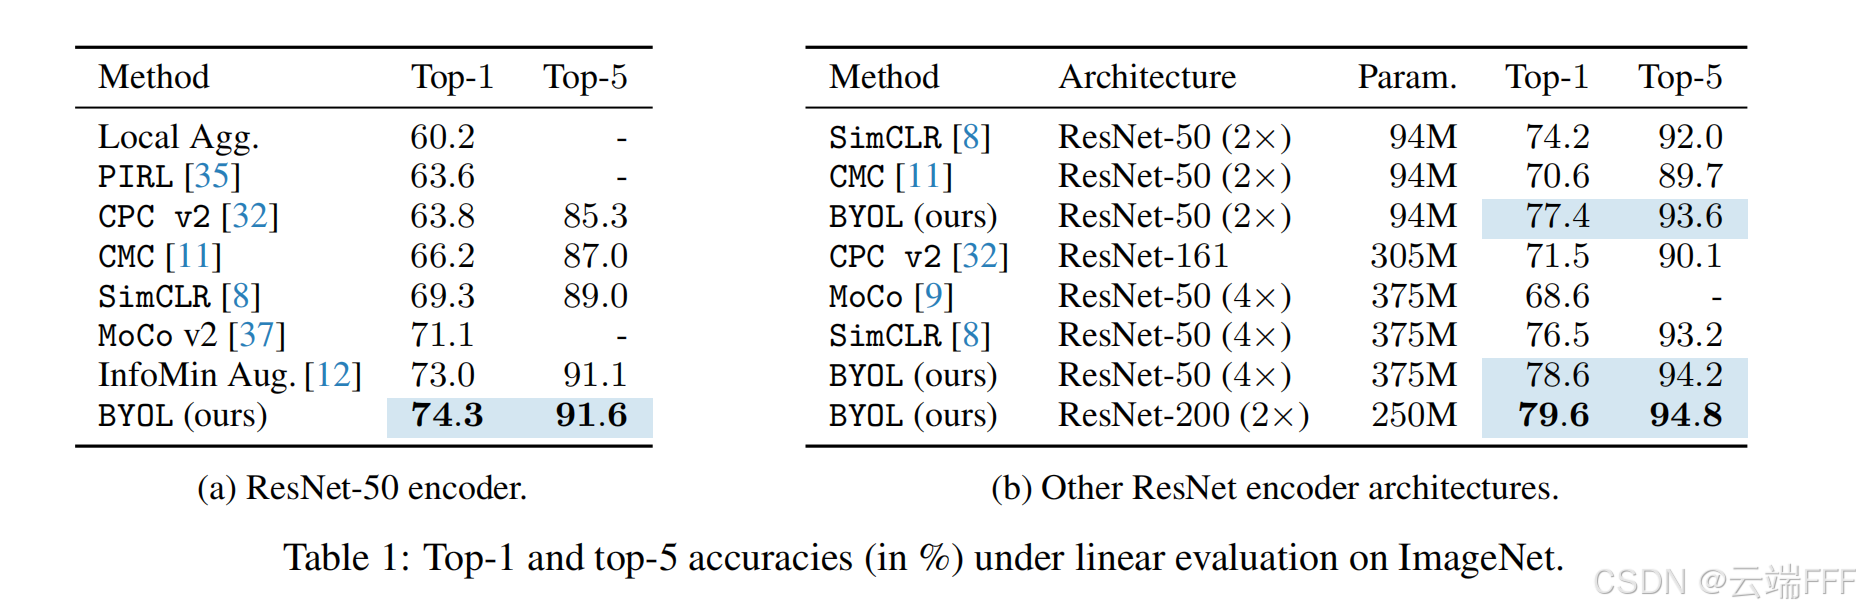 Method Top-1 Top-5
Local Agg. 60.2 -
PIRL [35] 63.6 -
CPC v2 [32] 63.8 85.3
CMC [11] 66.2 87.0
SimCLR [8] 69.3 89.0
MoCo v2 [37] 71.1 -
InfoMin Aug. [12] 73.0 91.1
BYOL (ours) 74.3 91.6
(a) ResNet-50 encoder.
Method Architecture Param. Top-1 Top-5
SimCLR [8] ResNet-50 (2×) 94M 74.2 92.0
CMC [11] ResNet-50 (2×) 94M 70.6 89.7
BYOL (ours) ResNet-50 (2×) 94M 77.4 93.6
CPC v2 [32] ResNet-161 305M 71.5 90.1
MoCo [9] ResNet-50 (4×) 375M 68.6 -
SimCLR [8] ResNet-50 (4×) 375M 76.5 93.2
BYOL (ours) ResNet-50 (4×) 375M 78.6 94.2
BYOL (ours) ResNet-200 (2×) 250M 79.6 94.8
(b) Other ResNet encoder architectures.
Table 1: Top-1 and top-5 accuracies (in %) under linear evaluation on ImageNet.
CSDN @云端FFF